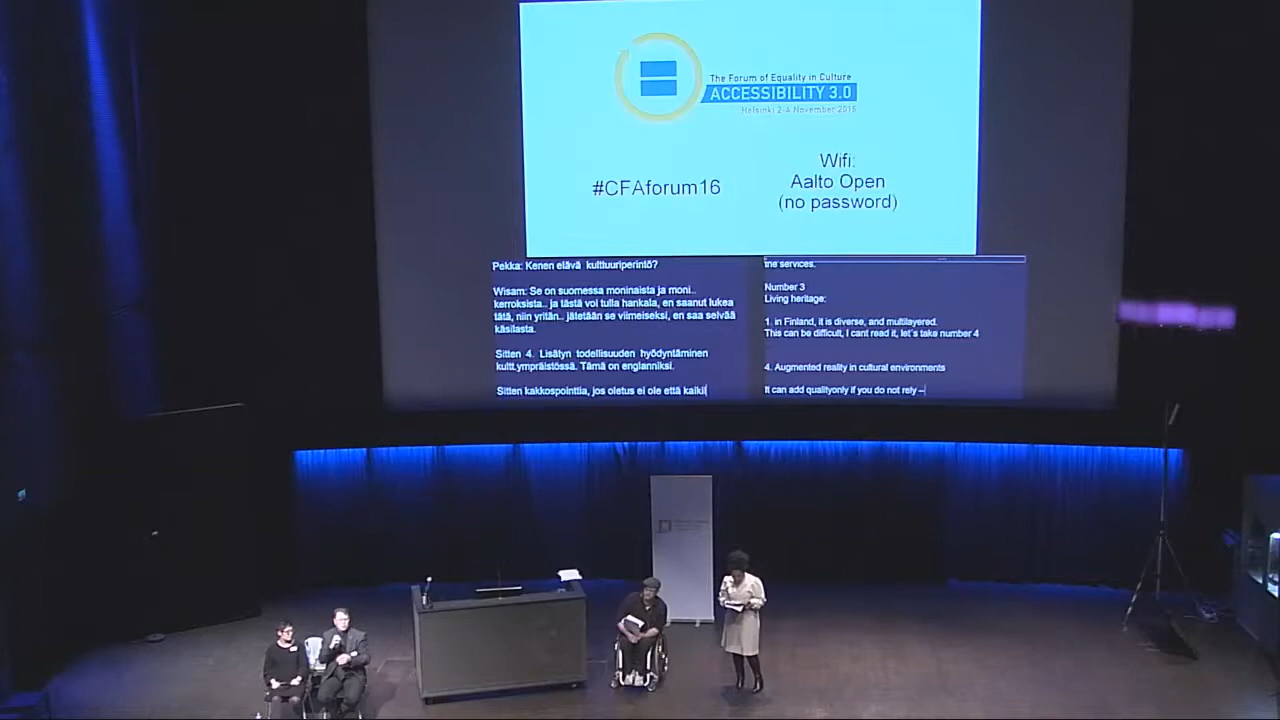 The Forum of Equality in Culture
ACCESSIBILITY 3.0
Helsinki 2-4 November 2016
#CFAforum16
Wifi:
Aalto Open
(no password)
Pekka: Kenen elävä kulttuuriperintö?
Wisam: Se on suomessa moninaista ja moni..
kerroksista.. ja tästä voi tulla hankala, en saanut lukea
tätä, niin yritän.. jätetään se viimeiseksi, en saa selvää
käsilasta.
Sitten 4. Lisätyn todellisuuden hyödyntäminen
kultt.ympräistössä. Tämä on englanniksi.
Sitten kakkospointtia, jos oletus ei ole että kaikil
the services.
Number 3
Living heritage:
1. in Finland, it is diverse, and multilayered.
This can be difficult, I cant read it, let´s take number 4
4. Augmented reality in cultural environments
It can add qualityonly if you do not rely –